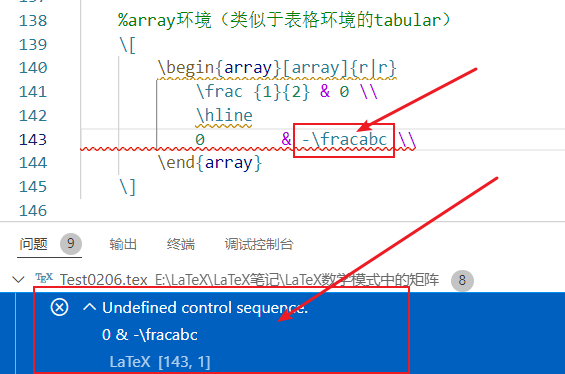 138 %array环境（类似于表格环境的tabular）
139 \[
140 \begin{array}[array]{r|r}
141 \frac {1}{2} & 0 \\
142 \hline
143 0 & -\fracabc \\
144 \end{array}
145 \]
146
问题 9 输出 终端 调试控制台
TEX Test0206.tex E:\LaTeX\LaTeX笔记\LaTeX数学模式中的矩阵 8
Undefined control sequence.
0 & -\fracabc
LaTeX [143, 1]